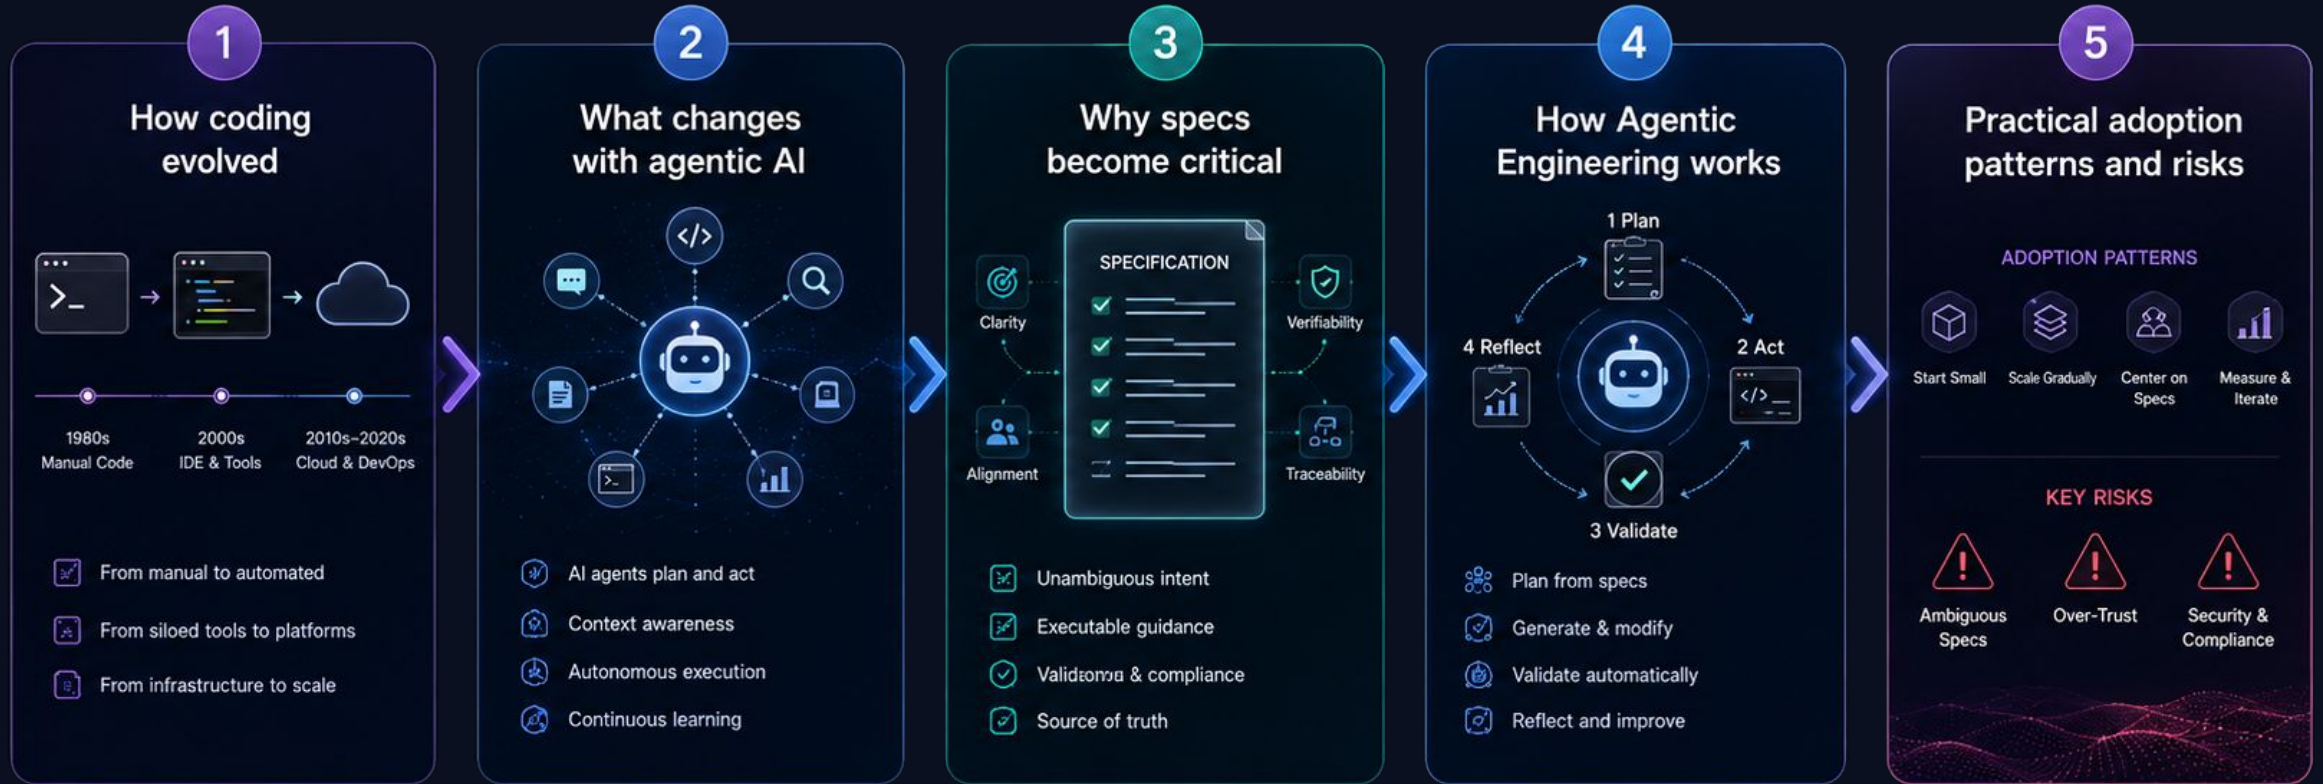 1
How coding
evolved
>_
1980s
Manual Code
2000s
IDE & Tools
2010s–2020s
Cloud & DevOps
From manual to automated
From siloed tools to platforms
From infrastructure to scale
2
What changes
with agentic AI
</>
>_
AI agents plan and act
Context awareness
Autonomous execution
Continuous learning
3
Why specs
become critical
SPECIFICATION
Clarity
Verifiability
Alignment
Traceability
Unambiguous intent
Executable guidance
& compliance
Source of truth
4
How Agentic
Engineering works
1 Plan
4 Reflect
2 Act
</>
3 Validate
Plan from specs
Generate & modify
Validate automatically
Reflect and improve
5
Practical adoption
patterns and risks
ADOPTION PATTERNS
Start Small
Scale Gradually
Center on
Specs
Measure &
Iterate
KEY RISKS
Ambiguous
Specs
Over-Trust
Security &
Compliance